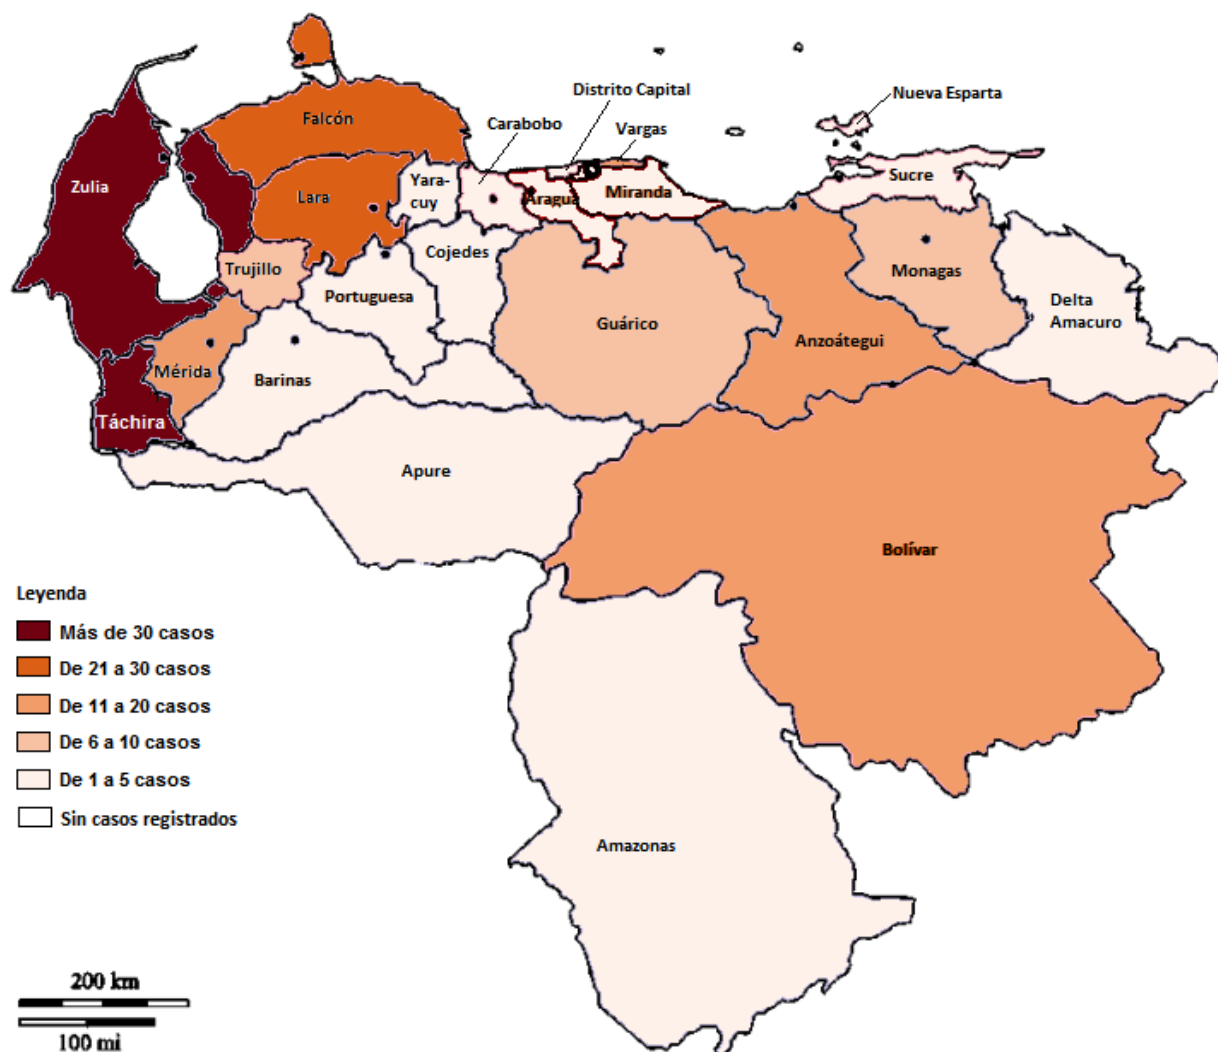 Distrito Capital
Nueva Esparta
Falcón
Carabobo
Vargas
Zulia
Lara
Yara-
cuy
Aragua
Miranda
Sucre
Trujillo
Cojedes
Monagas
Portuguesa
Guárico
Delta
Amacuro
Anzoátegui
Mérida
Barinas
Táchira
Apure
Bolívar
Leyenda
Más de 30 casos
De 21 a 30 casos
De 11 a 20 casos
De 6 a 10 casos
De 1 a 5 casos
Sin casos registrados
Amazonas
200 km
100 mi